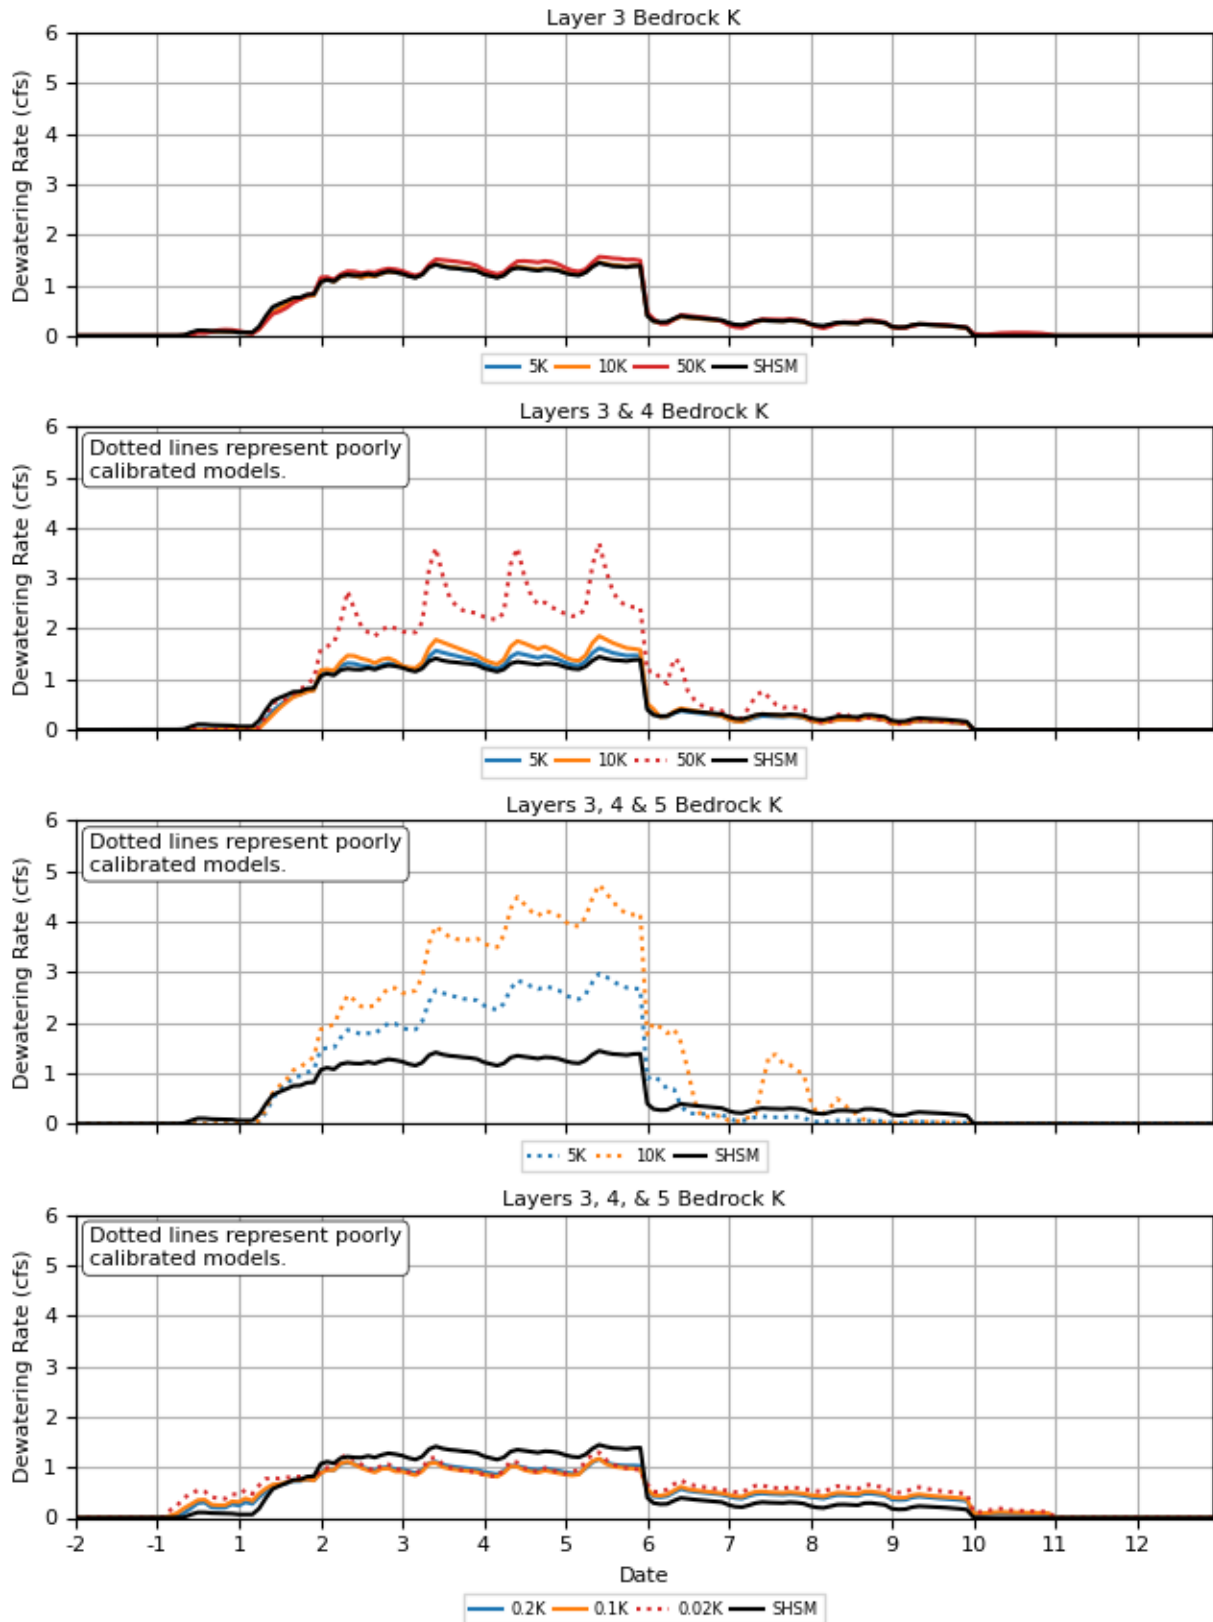 Layer 3 Bedrock K
Dewatering Rate (cfs)
6
5
4
3
2
1
0
5K 10K 50K SHSM
Layers 3 & 4 Bedrock K
Dotted lines represent poorly
calibrated models.
Dewatering Rate (cfs)
6
5
4
3
2
1
0
5K 10K 50K SHSM
Layers 3, 4 & 5 Bedrock K
Dotted lines represent poorly
calibrated models.
Dewatering Rate (cfs)
6
5
4
3
2
1
0
5K 10K SHSM
Layers 3, 4, & 5 Bedrock K
Dotted lines represent poorly
calibrated models.
Dewatering Rate (cfs)
6
5
4
3
2
1
0
-2 -1 1 2 3 4 5 6 7 8 9 10 11 12
Date
0.2K 0.1K 0.02K SHSM